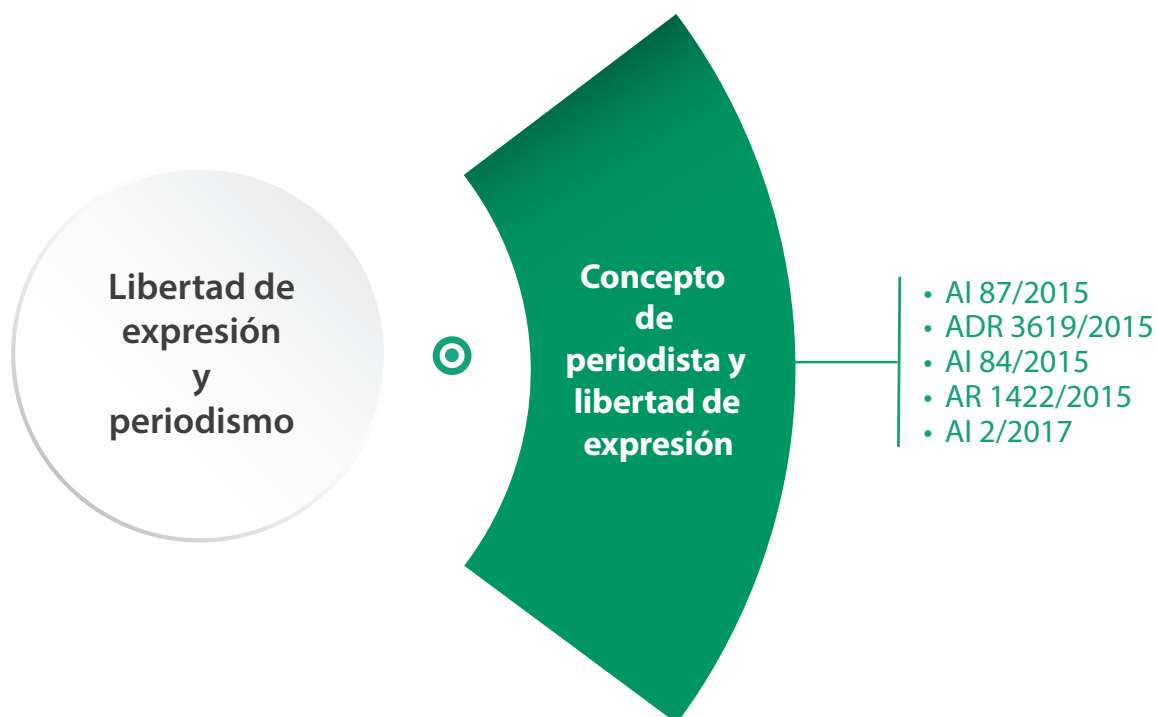 Libertad de
expresión
y
periodismo
Concepto
de
periodista y
libertad de
expresión
• AI 87/2015
• ADR 3619/2015
• AI 84/2015
• AR 1422/2015
• AI 2/2017